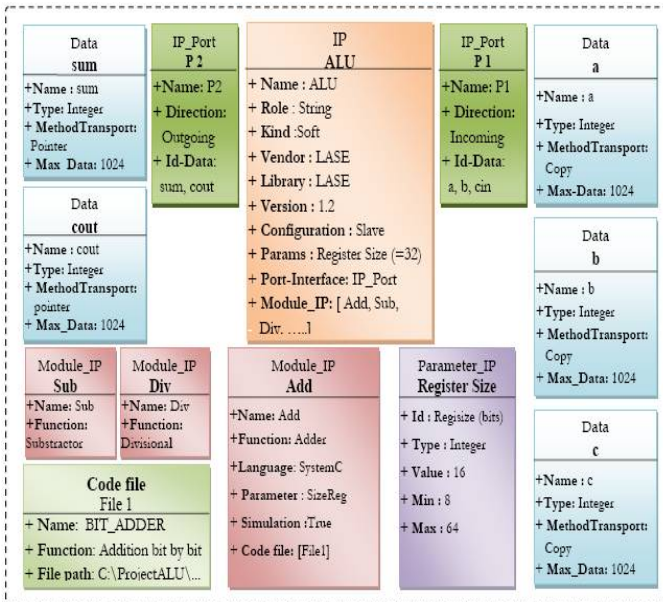 Data
sum
+Name : sum
+Type: Integer
+ MethodTransport:
Pointer
+ Max_Data: 1024
Data
cout
+Name : cout
+Type: Integer
+ MethodTransport:
pointer
+ Max_Data: 1024
IP_Port
P 2
+Name: P2
+ Direction:
Outgoing
+ Id-Data:
sum, cout
IP
ALU
+ Name : ALU
+ Role : String
+ Kind :Soft
+ Vendor : LASE
+ Library : LASE
+ Version : 1.2
+ Configuration : Slave
+ Params : Register Size (=32)
+ Port-Interface: IP_Port
+ Module_IP: [ Add, Sub,
Div, …..]
IP_Port
P 1
+Name: P1
+ Direction:
Incoming
+ Id-Data:
a, b, cin
Data
a
+Name : a
+Type: Integer
+ MethodTransport:
Copy
+ Max-Data: 1024
Data
b
+Name : b
+Type: Integer
+ MethodTransport:
Copy
+ Max_Data: 1024
Data
c
+Name : c
+Type: Integer
+ MethodTransport:
Copy
+ Max_Data: 1024
Module_IP
Sub
+Name: Sub
+Function:
Substractor
Module_IP
Div
+Name: Div
+Function:
Divisional
Module_IP
Add
+Name: Add
+Function: Adder
+Language: SystemC
+ Parameter : SizeReg
+ Simulation :True
+ Code file: [File1]
Parameter_IP
Register Size
+ Id : Regisize (bits)
+ Type : Integer
+ Value : 16
+ Min : 8
+ Max : 64
Code file
File 1
+ Name: BIT_ADDER
+ Function: Addition bit by bit
+ File path: C:\ProjectALU\...